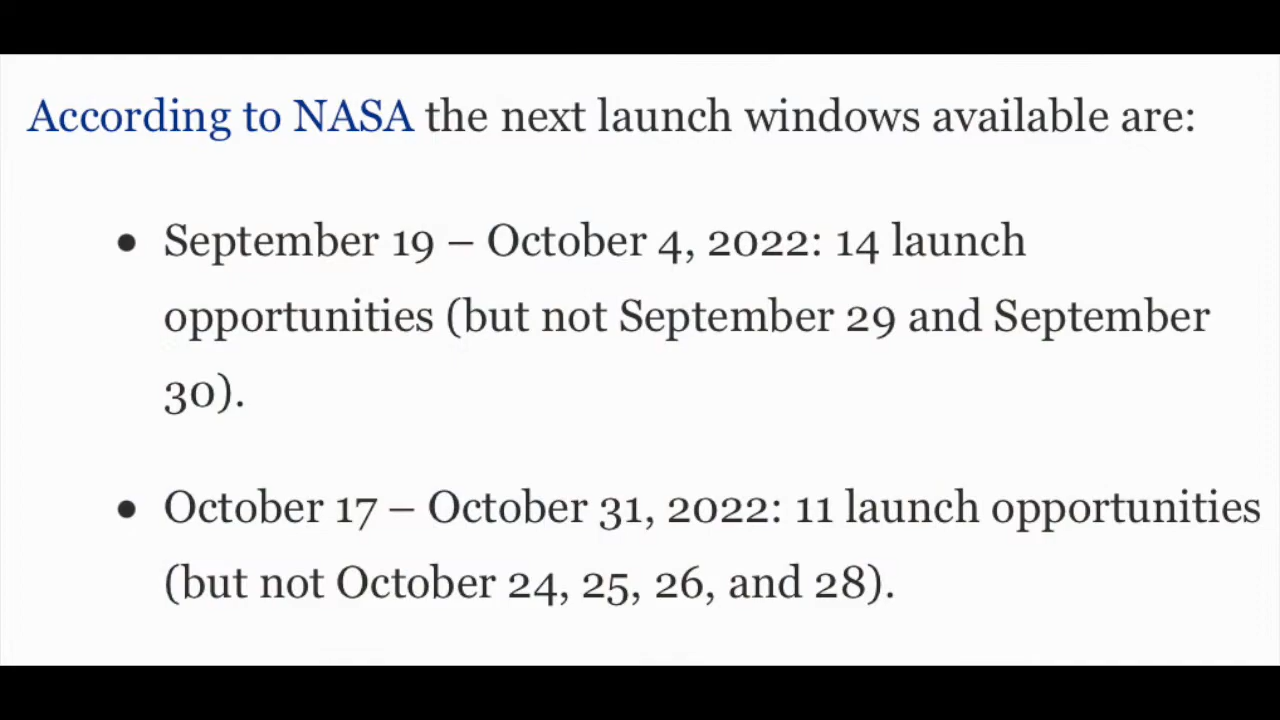 According to NASA the next launch windows available are:
● September 19 – October 4, 2022: 14 launch
opportunities (but not September 29 and September
30).
● October 17 – October 31, 2022: 11 launch opportunities
(but not October 24, 25, 26, and 28).